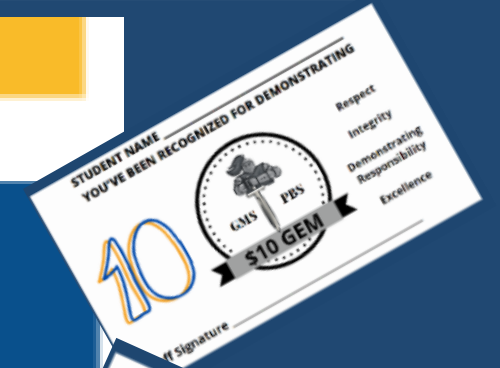 STUDENT NAME
YOU'VE BEEN RECOGNIZED FOR DEMONSTRATING
Respect
Integrity
Demonstrating
Responsibility
Excellence
GMS PBS
$10 GEM
10
ff Signature